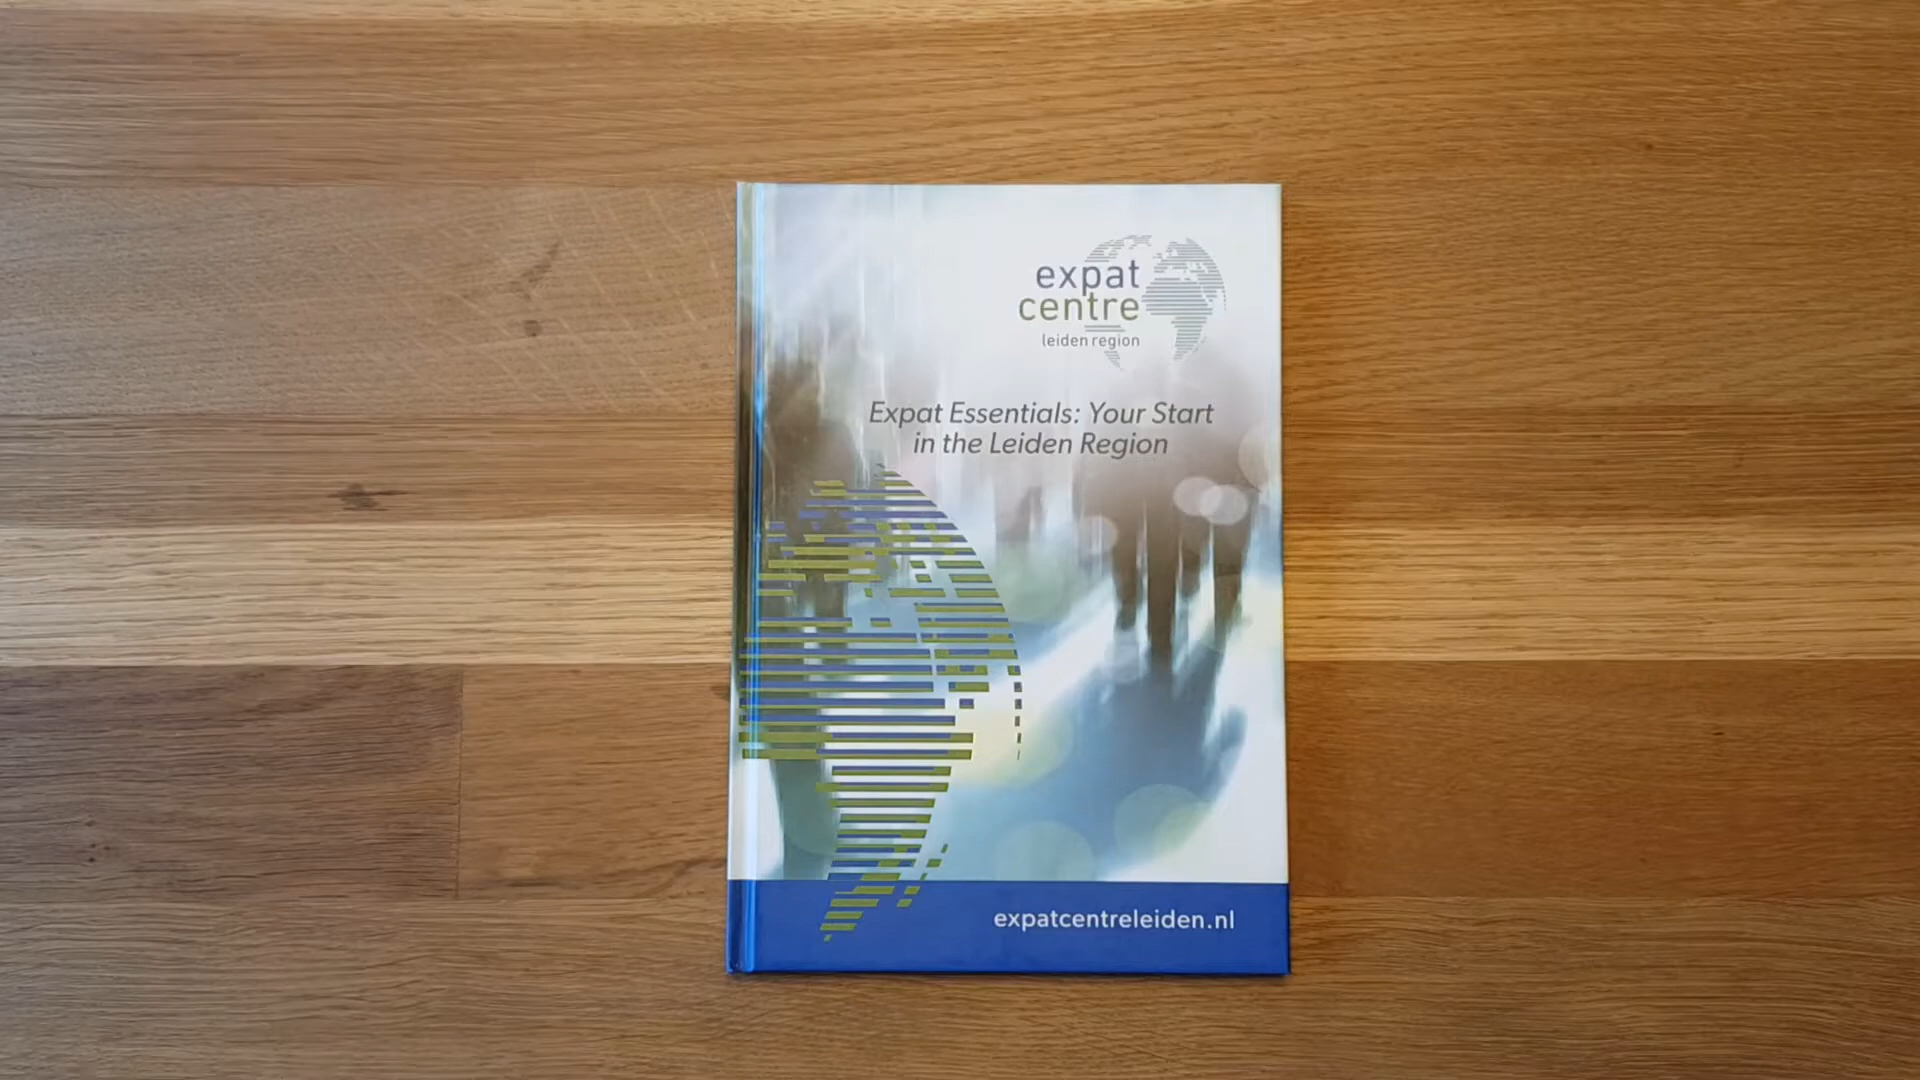 expat
centre
leiden region
Expat Essentials: Your Start
in the Leiden Region
expatcentreleiden.nl